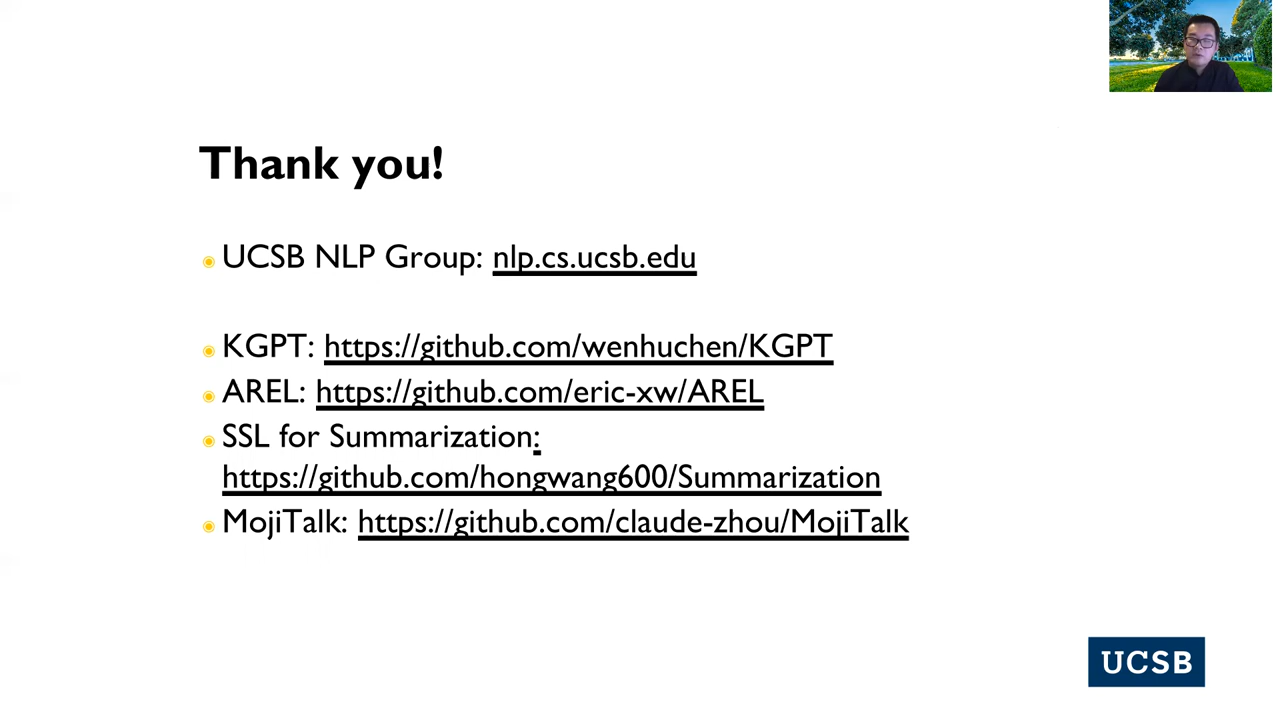 Thank you!
UCSB NLP Group: nlp.cs.ucsb.edu
KGPT: https://github.com/wenhuchen/KGPT
AREL: https://github.com/eric-xw/AREL
SSL for Summarization:
https://github.com/hongwang600/Summarization
MojiTalk: https://github.com/claude-zhou/MojiTalk
UCSB